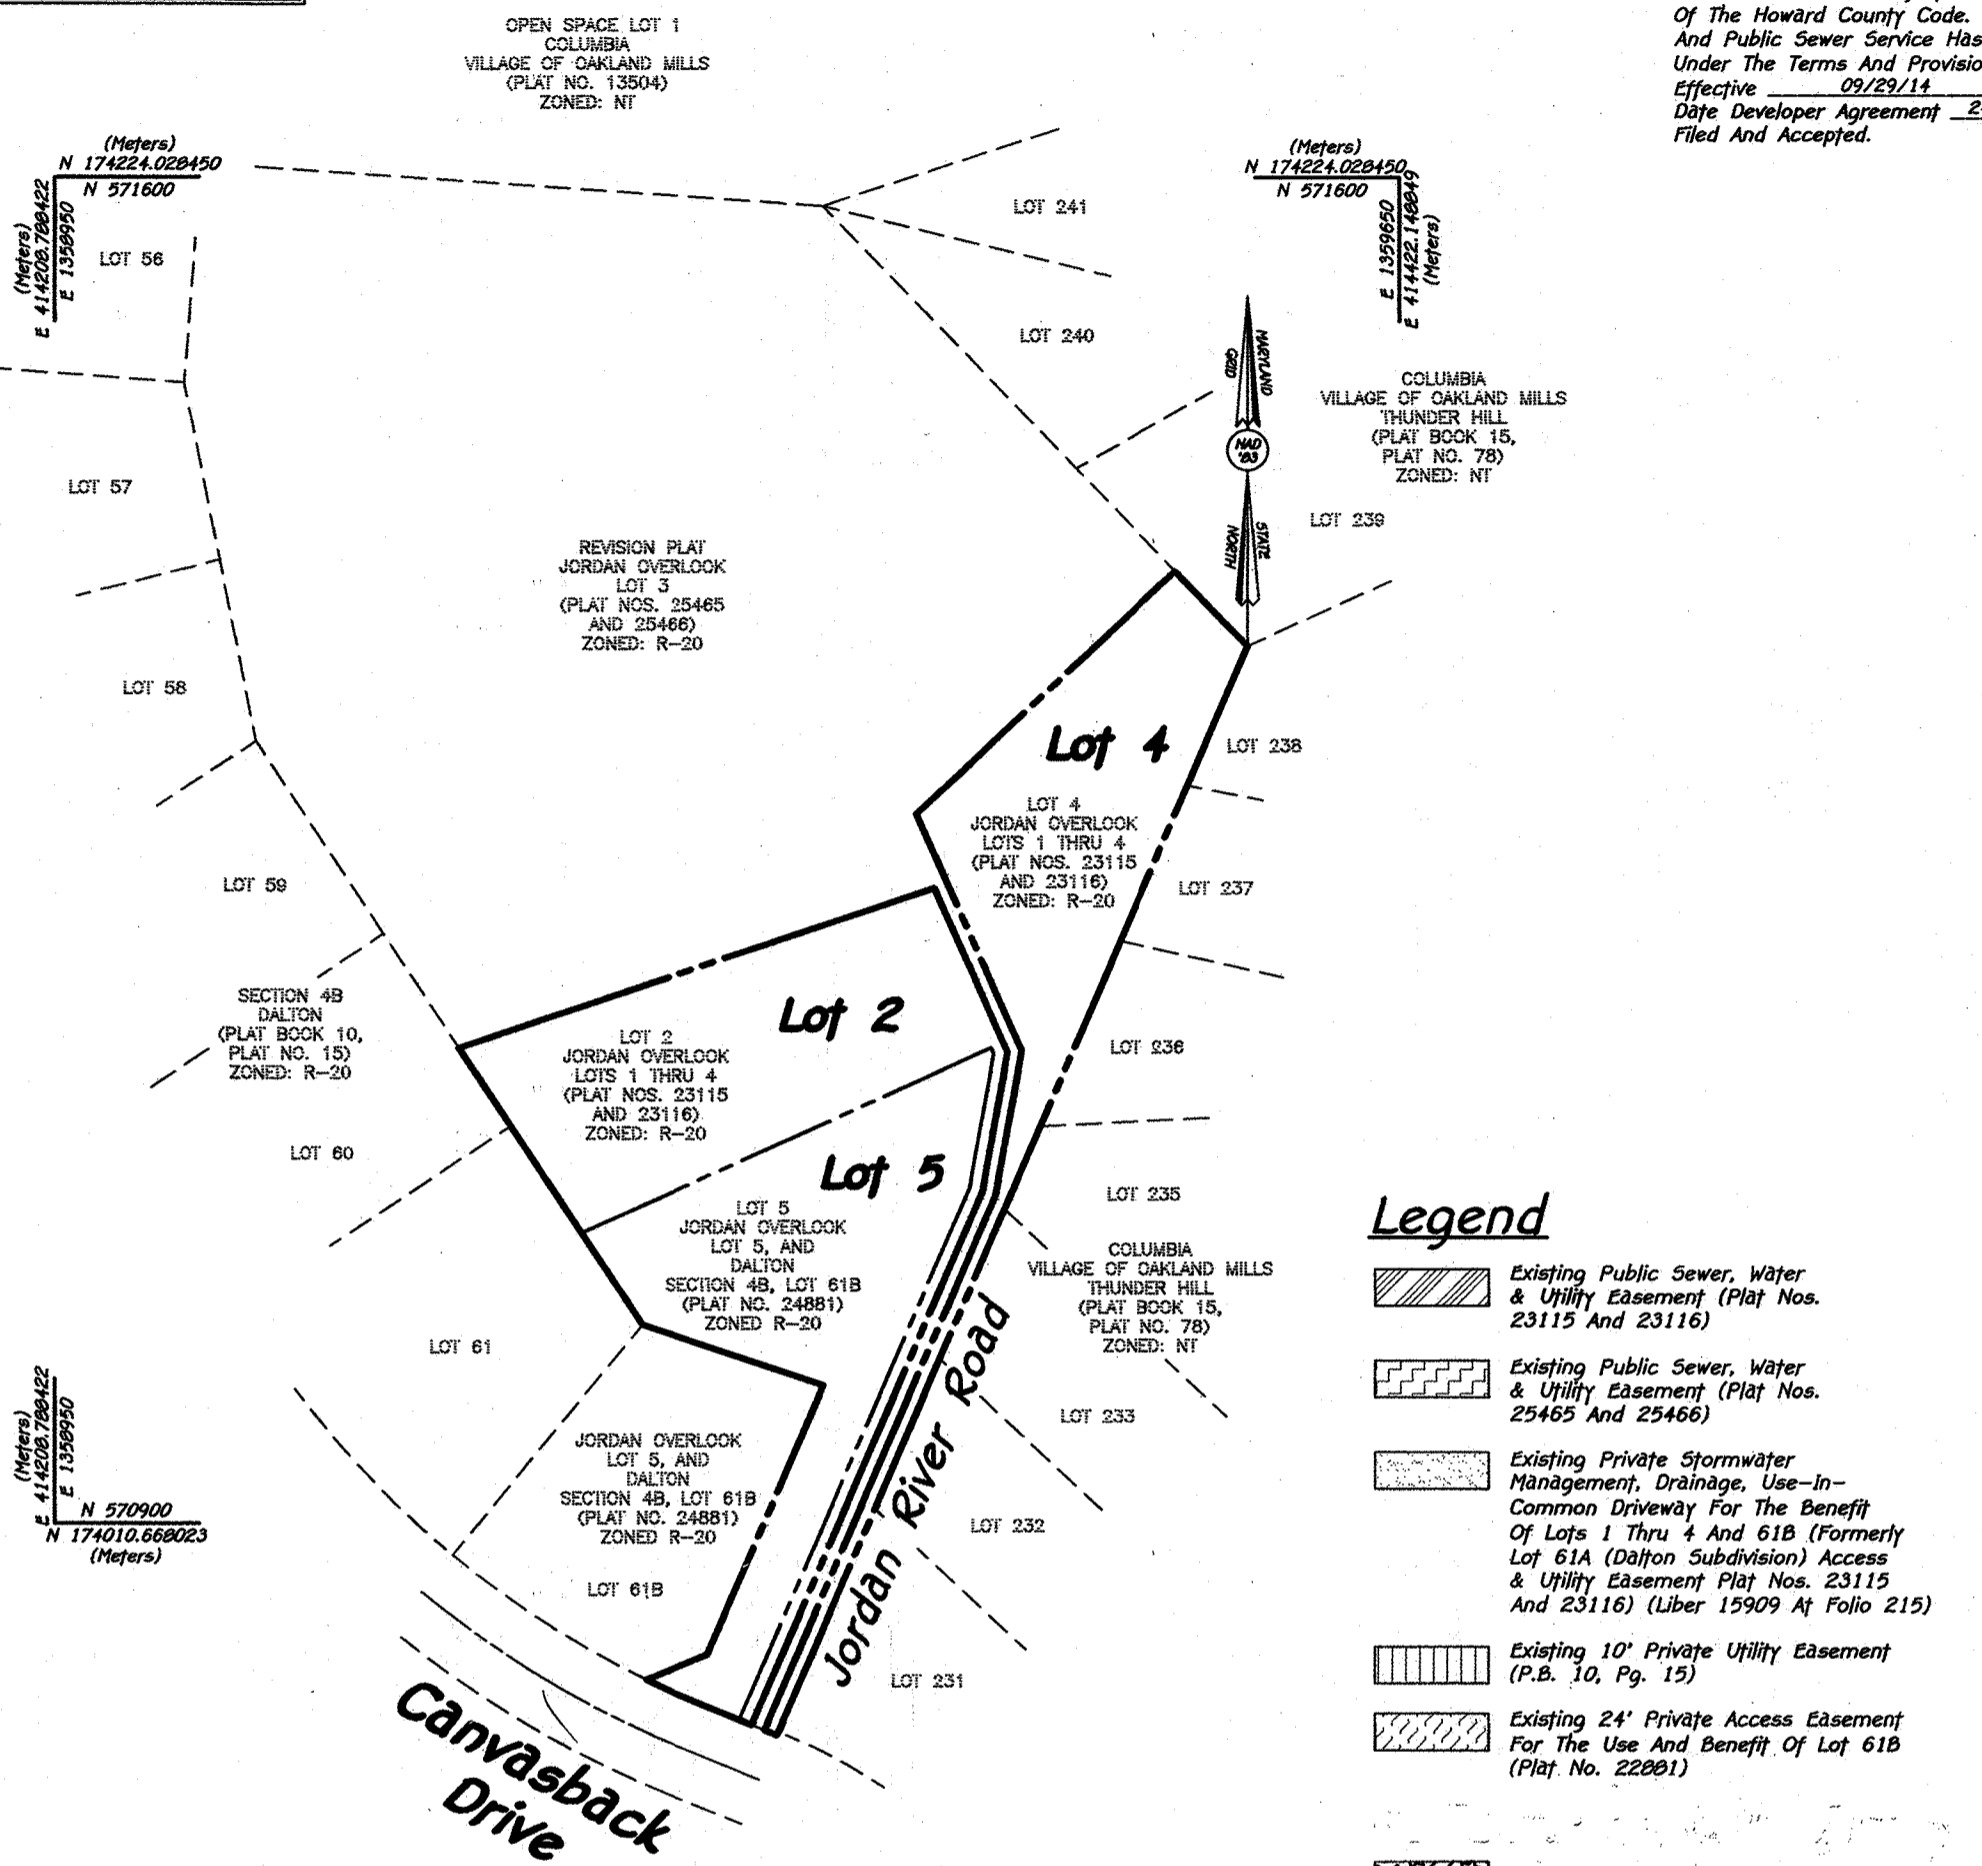 OPEN SPACE LOT 1
COLUMBIA
VILLAGE OF OAKLAND MILLS
(PLAT NO. 13504)
ZONED: NT
Of The Howard County Code.
And Public Sewer Service Has
Under The Terms And Provisio
Effective 09/29/14
Date Developer Agreement
Filed And Accepted.
(Meters)
N 174224.028450
N 571600
E 414208.788422
(Meters)
E 1358950
(Meters)
N 174224.028450
N 571600
E 1359650
E 414422.148849
(Meters)
LOT 56
LOT 241
LOT 240
MARYLAND
GRID
NAD
'83
STATE
NORTH
COLUMBIA
VILLAGE OF OAKLAND MILLS
THUNDER HILL
(PLAT BOOK 15,
PLAT NO. 78)
ZONED: NT
LOT 57
LOT 239
REVISION PLAT
JORDAN OVERLOOK
LOT 3
(PLAT NOS. 25465
AND 25466)
ZONED: R-20
LOT 58
Lot 4
LOT 238
LOT 4
JORDAN OVERLOOK
LOTS 1 THRU 4
(PLAT NOS. 23115
AND 23116)
ZONED: R-20
LOT 59
LOT 237
SECTION 4B
DALTON
(PLAT BOOK 10,
PLAT NO. 15)
ZONED: R-20
Lot 2
LOT 2
JORDAN OVERLOOK
LOTS 1 THRU 4
(PLAT NOS. 23115
AND 23116)
ZONED: R-20
LOT 236
LOT 60
Lot 5
LOT 235
LOT 5
JORDAN OVERLOOK
LOT 5, AND
DALTON
SECTION 4B, LOT 61B
(PLAT NO. 24881)
ZONED R-20
COLUMBIA
VILLAGE OF OAKLAND MILLS
THUNDER HILL
(PLAT BOOK 15,
PLAT NO. 78)
ZONED: NT
LOT 61
LOT 233
(Meters)
E 414208.788422
E 1358950
N 570900
N 174010.668023
(Meters)
JORDAN OVERLOOK
LOT 5, AND
DALTON
SECTION 4B, LOT 61B
(PLAT NO. 24881)
ZONED R-20
LOT 61B
Jordan River Road
LOT 232
LOT 231
Canvasback
Drive
Legend
Existing Public Sewer, Water
& Utility Easement (Plat Nos.
23115 And 23116)
Existing Public Sewer, Water
& Utility Easement (Plat Nos.
25465 And 25466)
Existing Private Stormwater
Management, Drainage, Use-In-
Common Driveway For The Benefit
Of Lots 1 Thru 4 And 61B (Formerly
Lot 61A (Dalton Subdivision) Access
& Utility Easement Plat Nos. 23115
And 23116) (Liber 15909 At Folio 215)
Existing 10' Private Utility Easement
(P.B. 10, Pg. 15)
Existing 24' Private Access Easement
For The Use And Benefit Of Lot 61B
(Plat No. 22881)